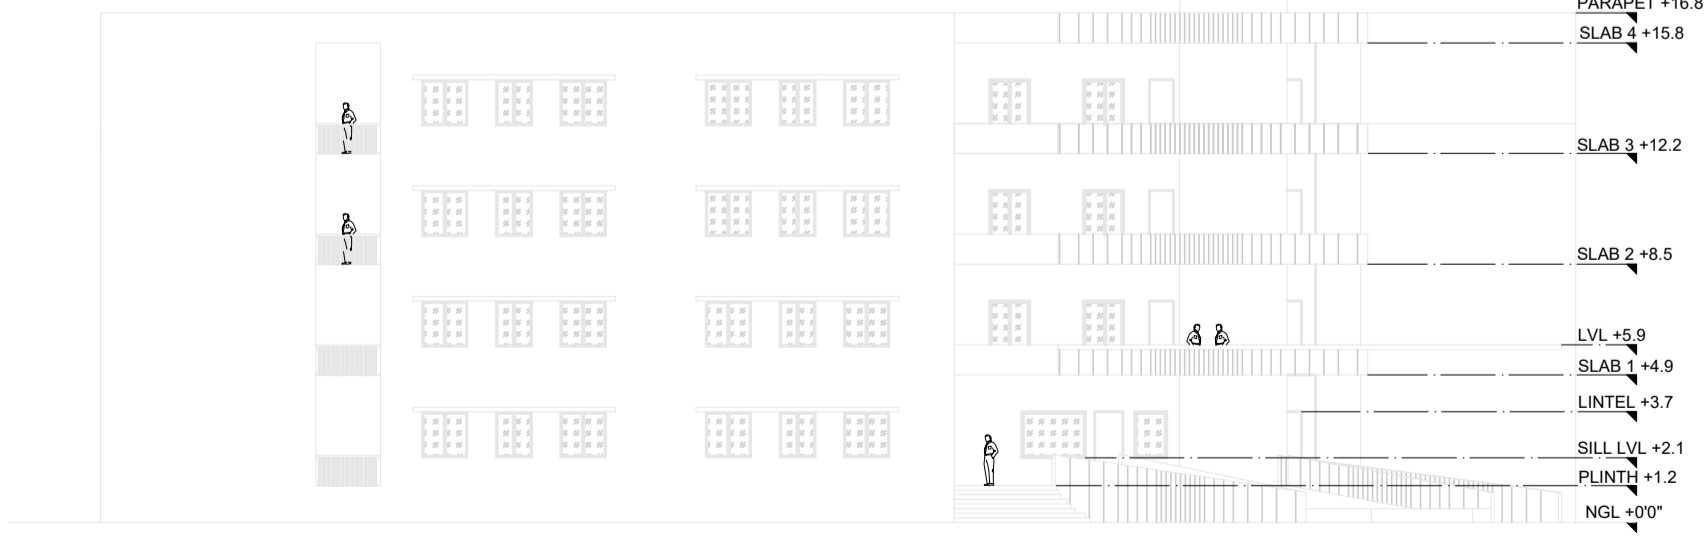 PARAPET +16.8
SLAB 4 +15.8
SLAB 3 +12.2
SLAB 2 +8.5
LVL +5.9
SLAB 1 +4.9
LINTEL +3.7
SILL LVL +2.1
PLINTH +1.2
NGL +0'0"